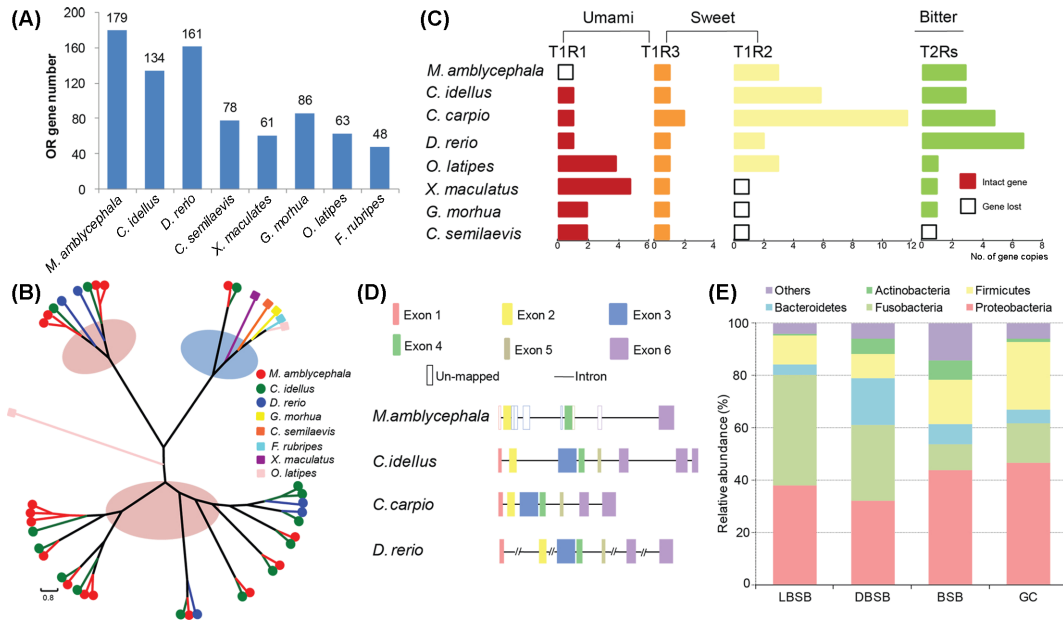 (A)
OR gene number
200
160
120
80
40
0
179
134
161
78
61
86
63
48
M. amblycephala
C. idellus
D. rerio
C. semilaevis
X. maculates
G. morhua
O. latipes
F. rubripes
(B)
M. amblycephala
C. idellus
D. rerio
G. morhua
C. semilaevis
F. rubripes
X. maculatus
O. latipes
0.8
(C)
Umami
Sweet
Bitter
T1R1
T1R3
T1R2
T2Rs
M. amblycephala
C. idellus
C. carpio
D. rerio
O. latipes
X. maculatus
G. morhua
C. semilaevis
Intact gene
Gene lost
0 2 4 6
0 2 4
0 2 4 6 8 10 12
0 2 4 6 8
No. of gene copies
(D)
Exon 1
Exon 2
Exon 3
Exon 4
Exon 5
Exon 6
Un-mapped
Intron
M.amblycephala
C.idellus
C.carpio
D. rerio
(E)
Others
Actinobacteria
Firmicutes
Bacteroidetes
Fusobacteria
Proteobacteria
Relative abundance (%)
100
80
60
40
20
0
LBSB
DBSB
BSB
GC